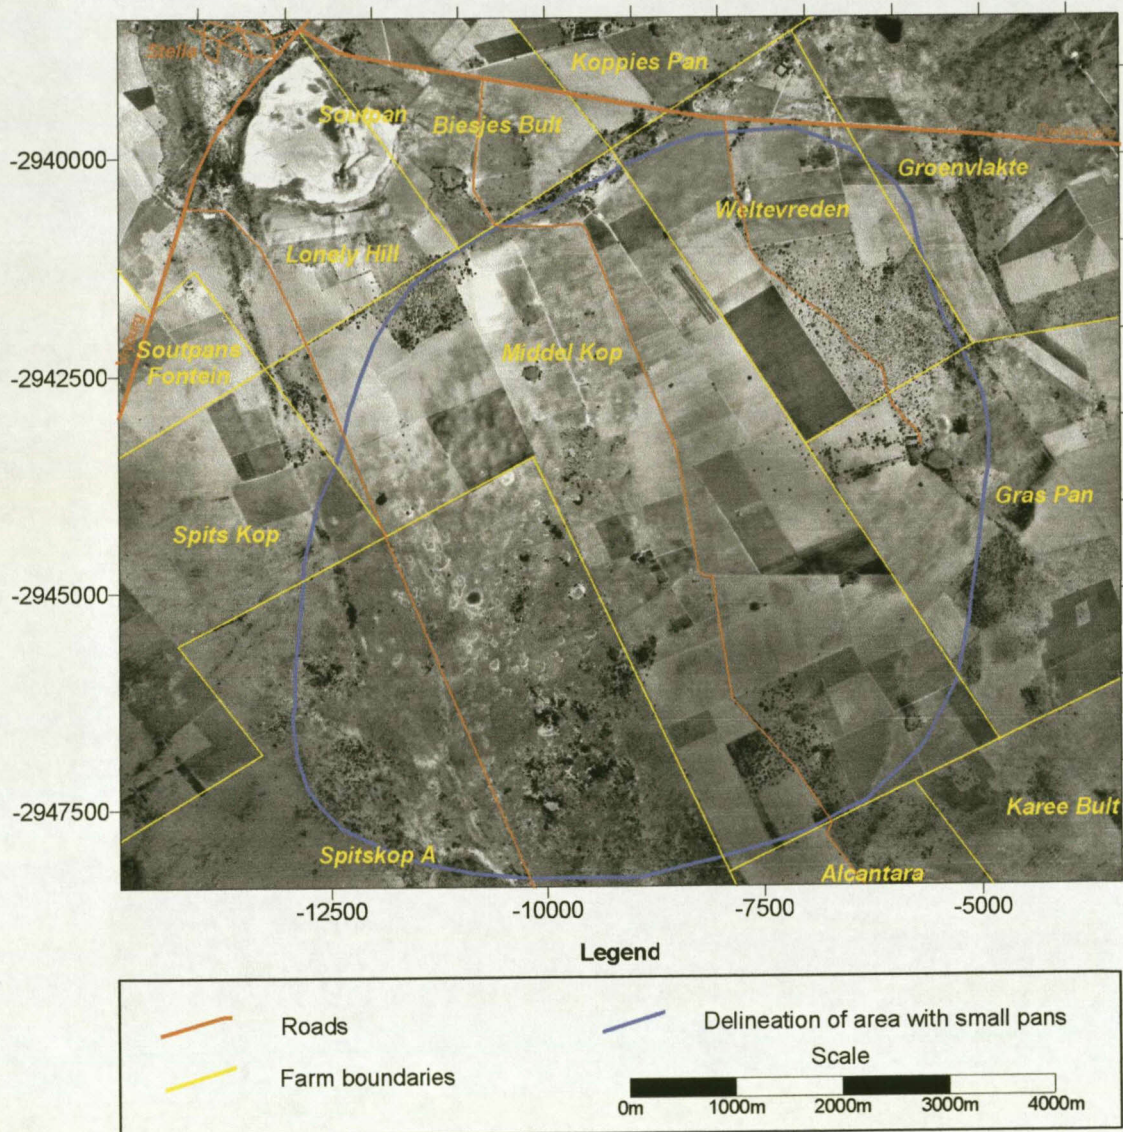 Stella
Koppies Pan
Soutpan
Biesjes Bult
-2940000
Groenvlakte
Weltevreden
Lonely Hill
Soutpans
Fontein
Middel Kop
-2942500
Gras Pan
Spits Kop
-2945000
-2947500
Karee Bult
Spitskop A
Alcantara
-12500
-10000
-7500
-5000
Legend
Roads
Delineation of area with small pans
Scale
Farm boundaries
0m 1000m 2000m 3000m 4000m